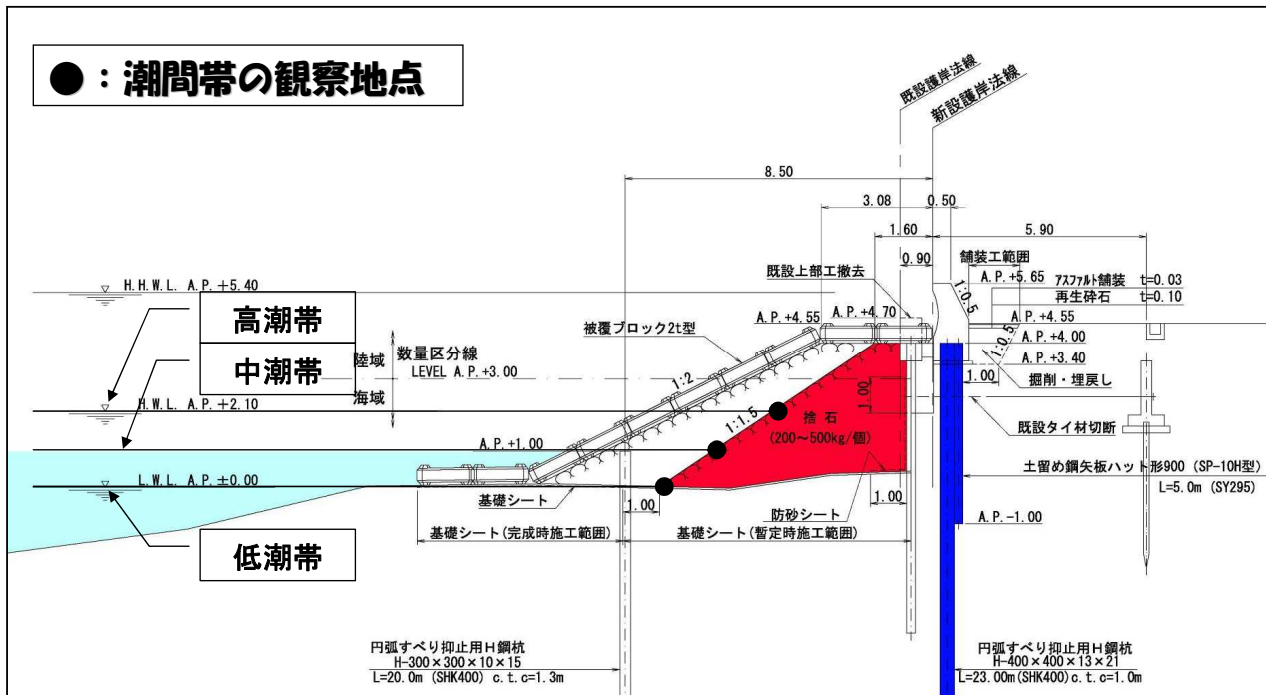 ●：潮間帯の観察地点
既設護岸法線
新設護岸法線
8.50
3.08
0.50
1.60
5.90
0.90
舗装工範囲
既設上部工撤去
A.P.+5.65
アスファルト舗装 t=0.03
再生砕石 t=0.10
1:0.5
H.H.W.L. A.P.+5.40
高潮帯
被覆ブロック2t型
A.P.+4.55
A.P.+4.70
A.P.+4.55
A.P.+4.00
1:0.5
A.P.+3.40
陸域
数量区分線
LEVEL A.P.+3.00
海域
中潮帯
1:2
1.00
1.00
掘削・埋戻し
H.W.L. A.P.+2.10
1:1.5
捨石
(200～500kg/個)
既設タイ材切断
A.P.+1.00
土留め鋼矢板ハット形900 (SP-10H型)
L=5.0m (SY295)
L.W.L. A.P.±0.00
基礎シート
1.00
防砂シート
1.00
A.P.-1.00
基礎シート(完成時施工範囲)
基礎シート(暫定時施工範囲)
低潮帯
円弧すべり抑止用H鋼杭
H-300×300×10×15
L=20.0m (SHK400) c.t.c=1.3m
円弧すべり抑止用H鋼杭
H-400×400×13×21
L=23.00m(SHK400)c.t.c=1.0m